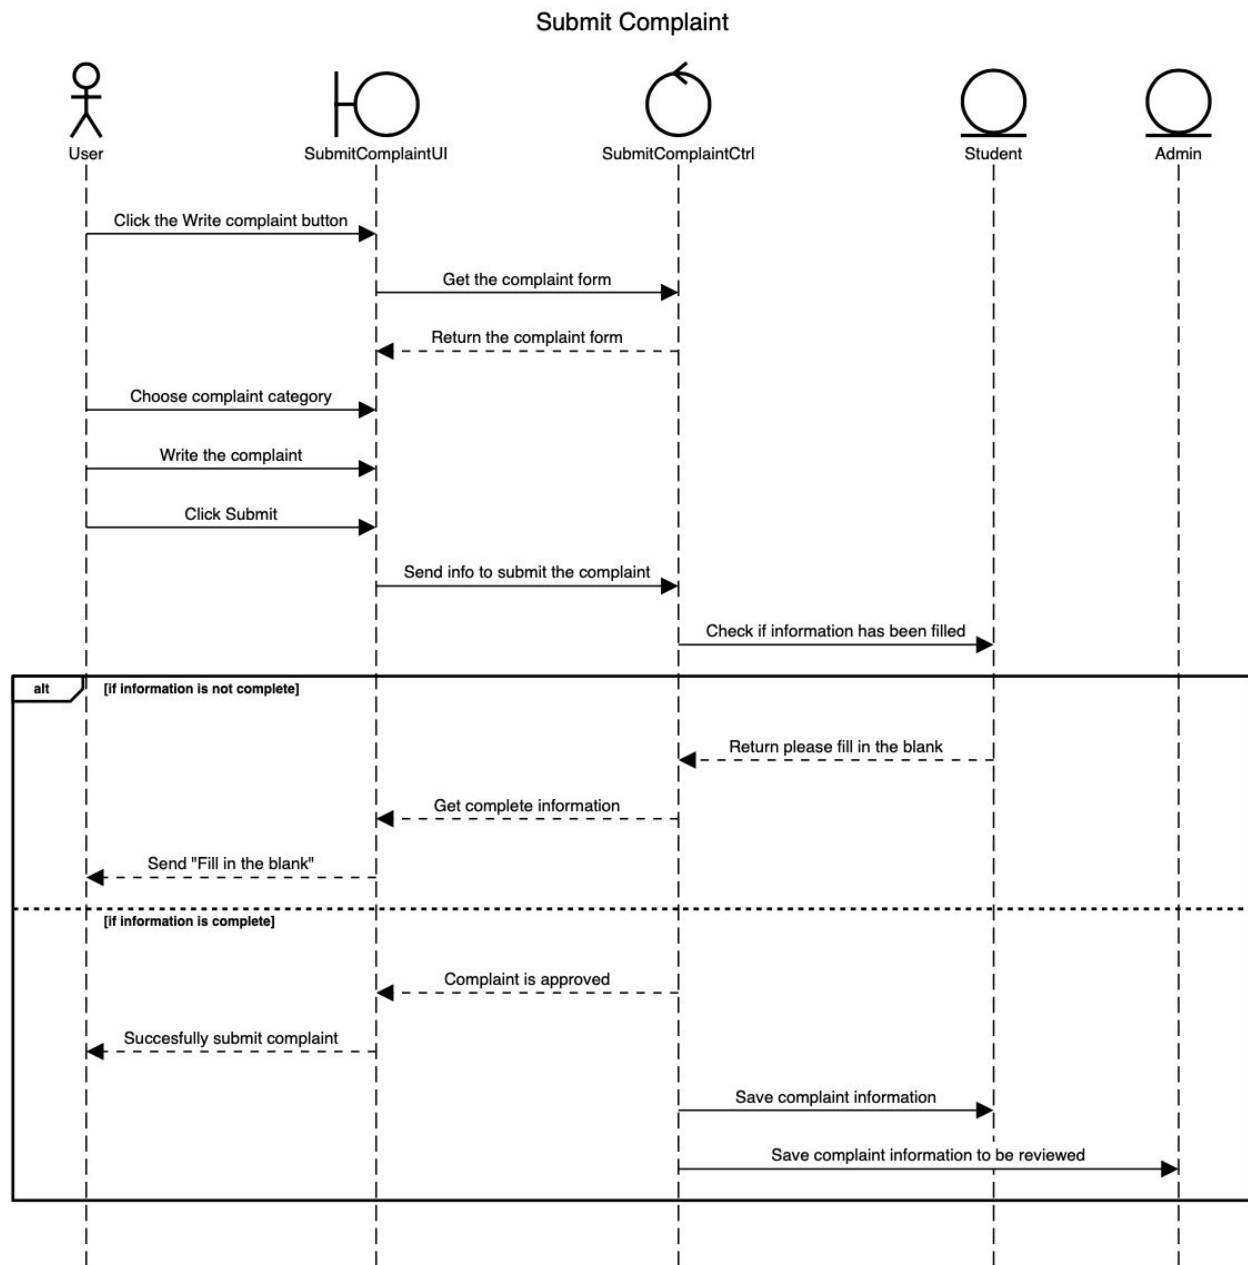 Submit Complaint
User
SubmitComplaintUI
SubmitComplaintCtrl
Student
Admin
Click the Write complaint button
Get the complaint form
Return the complaint form
Choose complaint category
Write the complaint
Click Submit
Send info to submit the complaint
Check if information has been filled
alt
[if information is not complete]
Return please fill in the blank
Get complete information
Send "Fill in the blank"
[if information is complete]
Complaint is approved
Succesfully submit complaint
Save complaint information
Save complaint information to be reviewed